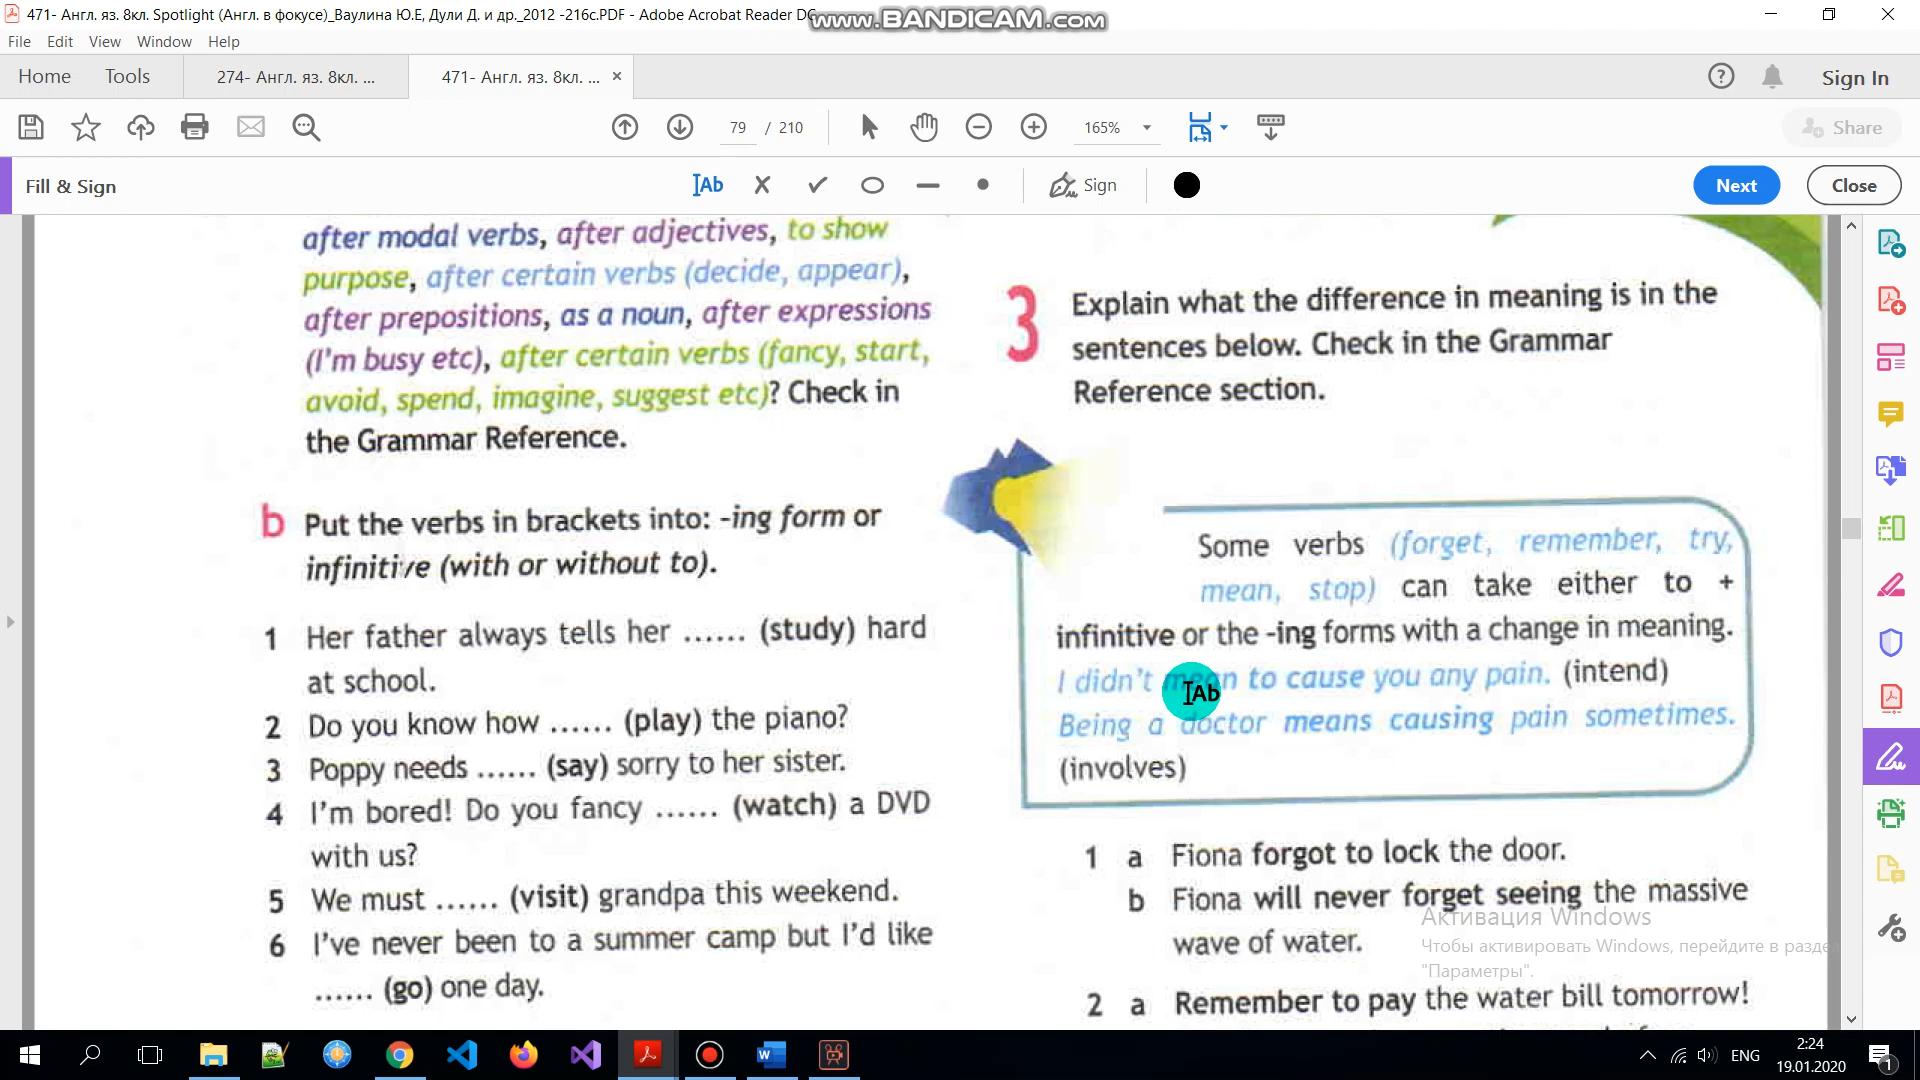 471- Англ. яз. 8кл. Spotlight (Англ. в фокусе)_Ваулина Ю.Е, Дули Д. и др._2012 -216с.PDF - Adobe Acrobat Reader DC
www.BANDICAM.com
File Edit View Window Help
Home Tools 274- Англ. яз. 8кл. ... 471- Англ. яз. 8кл. ... × Sign In
79 / 210 165% Share
Fill & Sign Ab Sign Next Close
after modal verbs, after adjectives, to show
purpose, after certain verbs (decide, appear),
after prepositions, as a noun, after expressions
(I'm busy etc), after certain verbs (fancy, start,
avoid, spend, imagine, suggest etc)? Check in
the Grammar Reference.
b Put the verbs in brackets into: -ing form or
infinitive (with or without to).
1 Her father always tells her ...... (study) hard
at school.
2 Do you know how ...... (play) the piano?
3 Poppy needs ...... (say) sorry to her sister.
4 I'm bored! Do you fancy ...... (watch) a DVD
with us?
5 We must ...... (visit) grandpa this weekend.
6 I've never been to a summer camp but I'd like
...... (go) one day.
3 Explain what the difference in meaning is in the
sentences below. Check in the Grammar
Reference section.
Some verbs (forget, remember, try,
mean, stop) can take either to +
infinitive or the -ing forms with a change in meaning.
I didn't mean to cause you any pain. (intend)
Ab
Being a doctor means causing pain sometimes.
(involves)
1 a Fiona forgot to lock the door.
b Fiona will never forget seeing the massive
wave of water.
2 a Remember to pay the water bill tomorrow!
Активация Windows
Чтобы активировать Windows, перейдите в разде
"Параметры".
ENG
2:24
19.01.2020
1